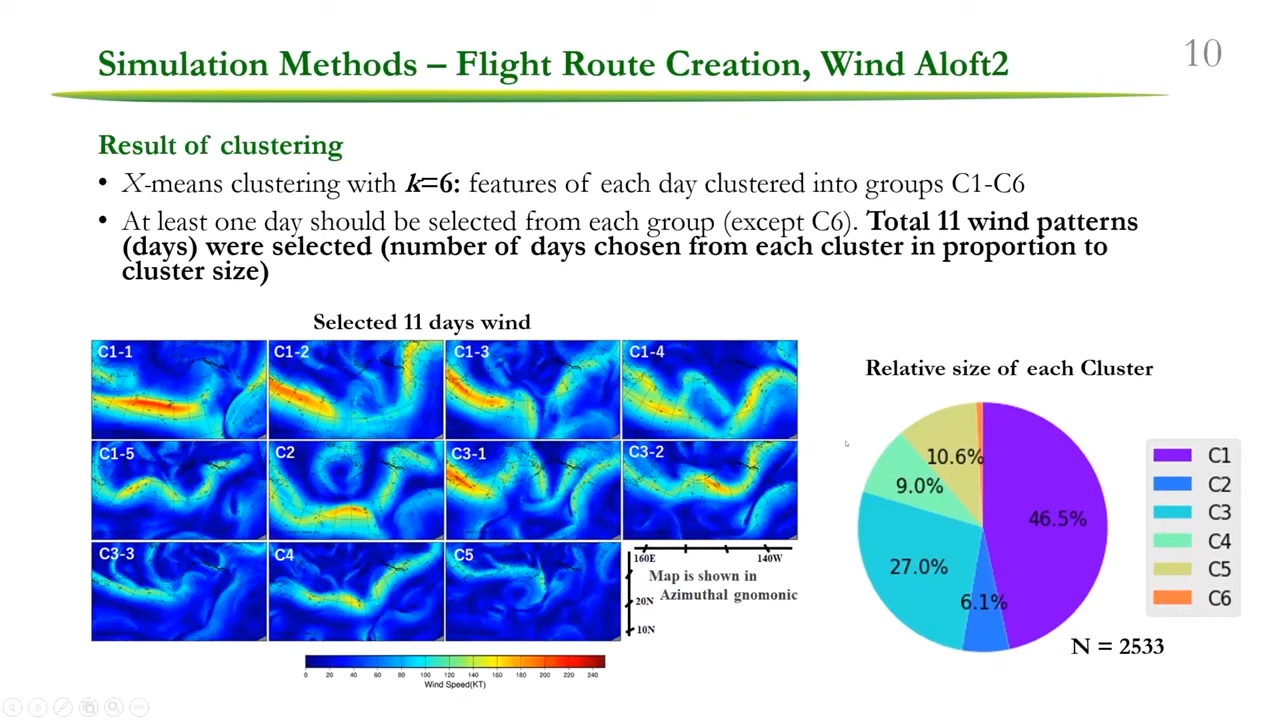 10
Simulation Methods – Flight Route Creation, Wind Aloft2
Result of clustering
• X-means clustering with k=6: features of each day clustered into groups C1-C6
• At least one day should be selected from each group (except C6). Total 11 wind patterns
(days) were selected (number of days chosen from each cluster in proportion to
cluster size)
Selected 11 days wind
C1-1
C1-2
C1-3
C1-4
C1-5
C2
C3-1
C3-2
C3-3
C4
C5
160E
140W
Map is shown in
Azimuthal gnomonic
20N
10N
0 20 40 60 80 100 120 140 160 180 200 220 240
Wind Speed(KT)
Relative size of each Cluster
10.6%
9.0%
46.5%
27.0%
6.1%
C1
C2
C3
C4
C5
C6
N = 2533